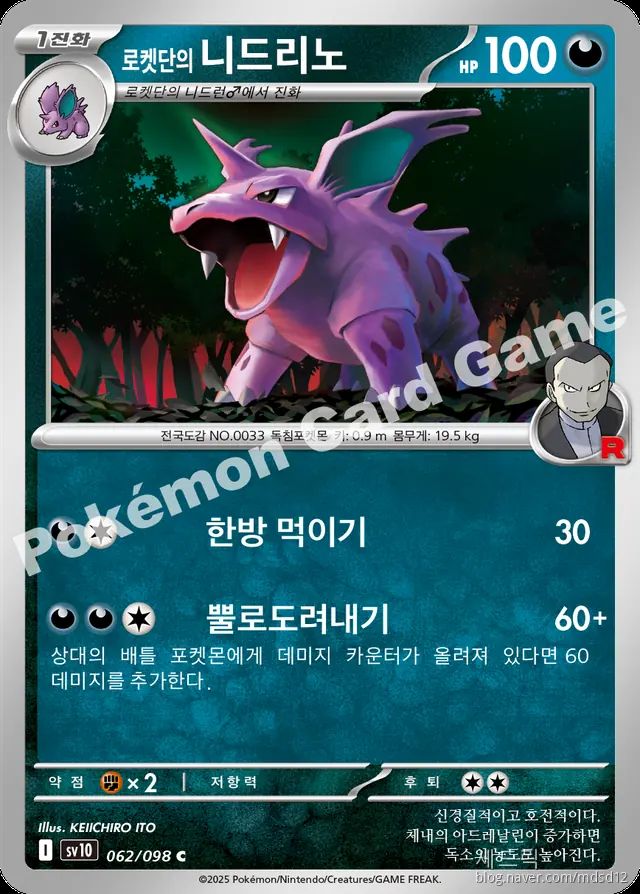 1진화
로켓단의 니드리노 HP 100
로켓단의 니드런♂에서 진화
Pokémon Card Game
전국도감 NO.0033 독침포켓몬 키: 0.9 m 몸무게: 19.5 kg
R
한방 먹이기 30
뿔로도려내기 60+
상대의 배틀 포켓몬에게 데미지 카운터가 올려져 있다면 60
데미지를 추가한다.
약점 ×2 저항력 후퇴
신경질적이고 호전적이다.
체내의 아드레날린이 증가하면
독소의 농도도 높아진다.
Illus. KEIICHIRO ITO
I sv10 062/098 C
©2025 Pokémon/Nintendo/Creatures/GAME FREAK.
blog.naver.com/mdsd12